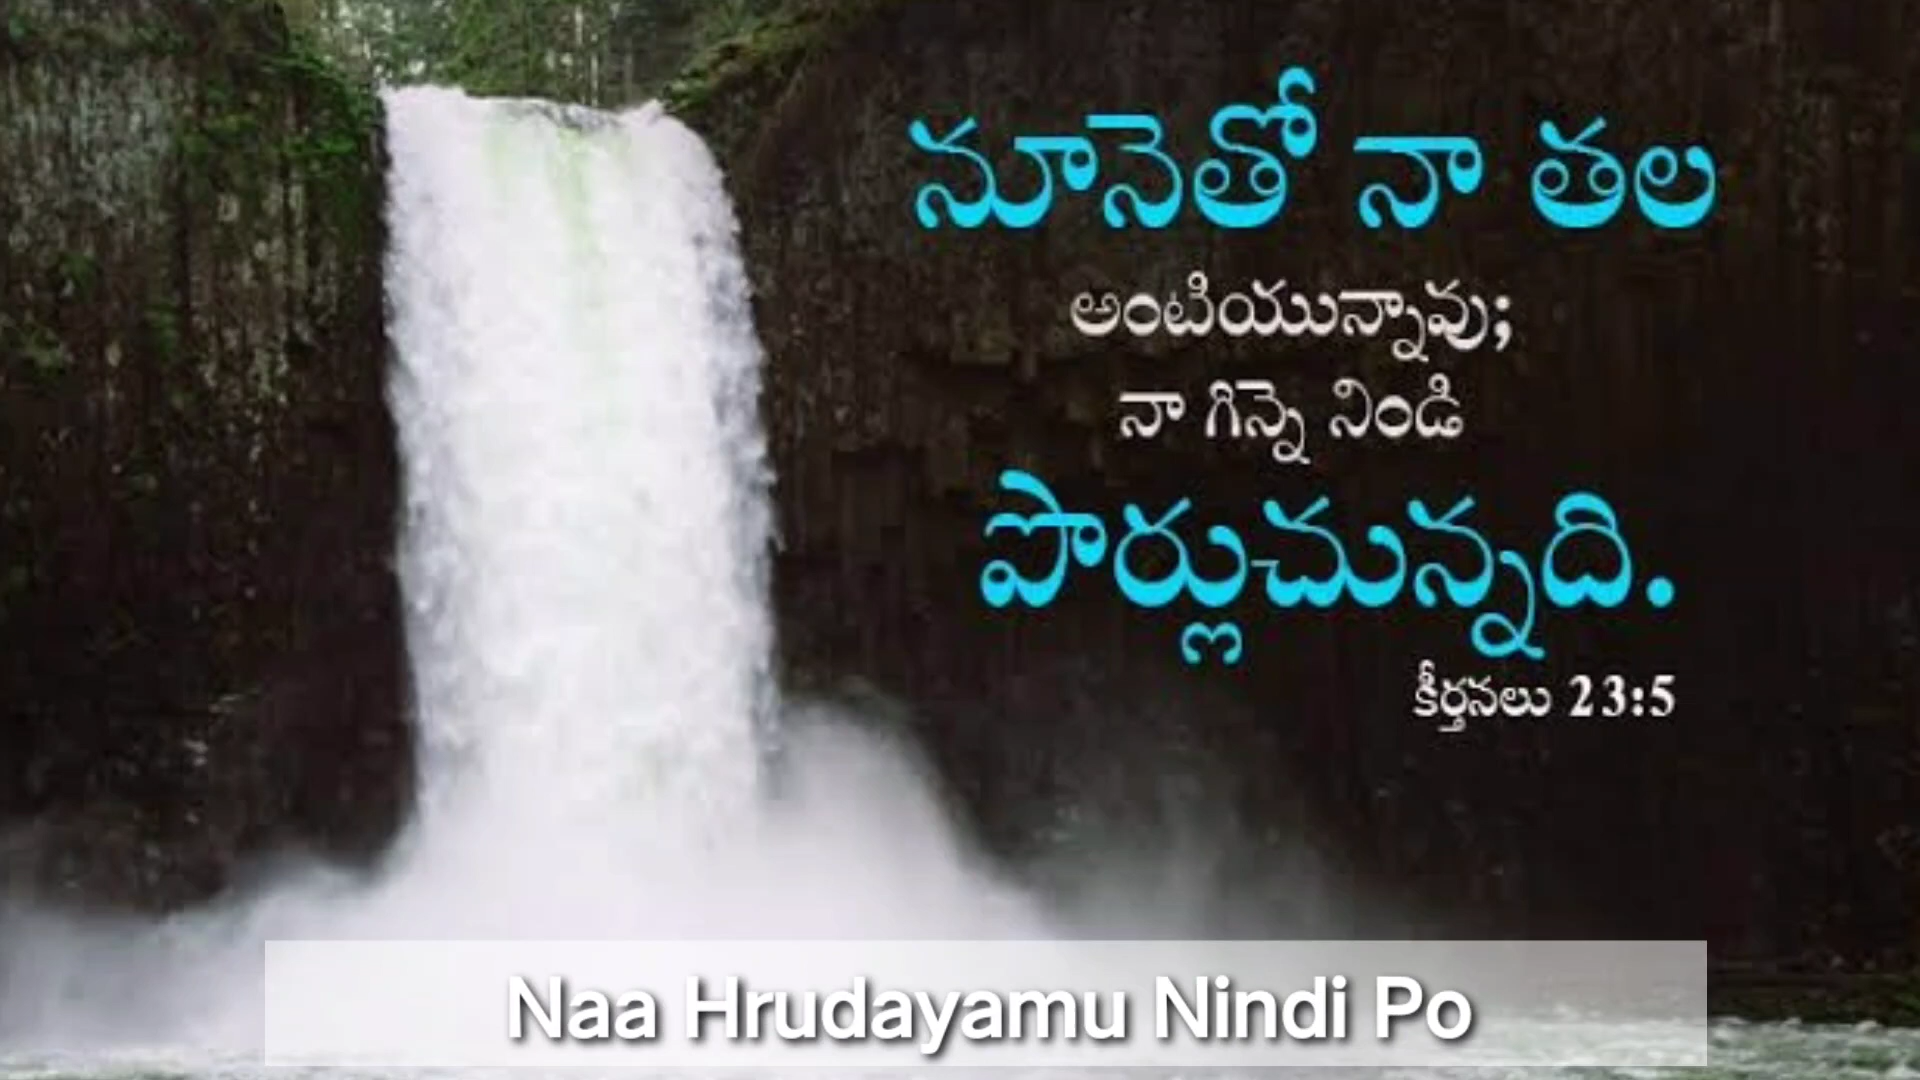 నూనెతో నా తల
అంటియున్నావు;
నా గిన్నె నిండి
పొర్లుచున్నది.
కీర్తనలు 23:5
Naa Hrudayamu Nindi Po